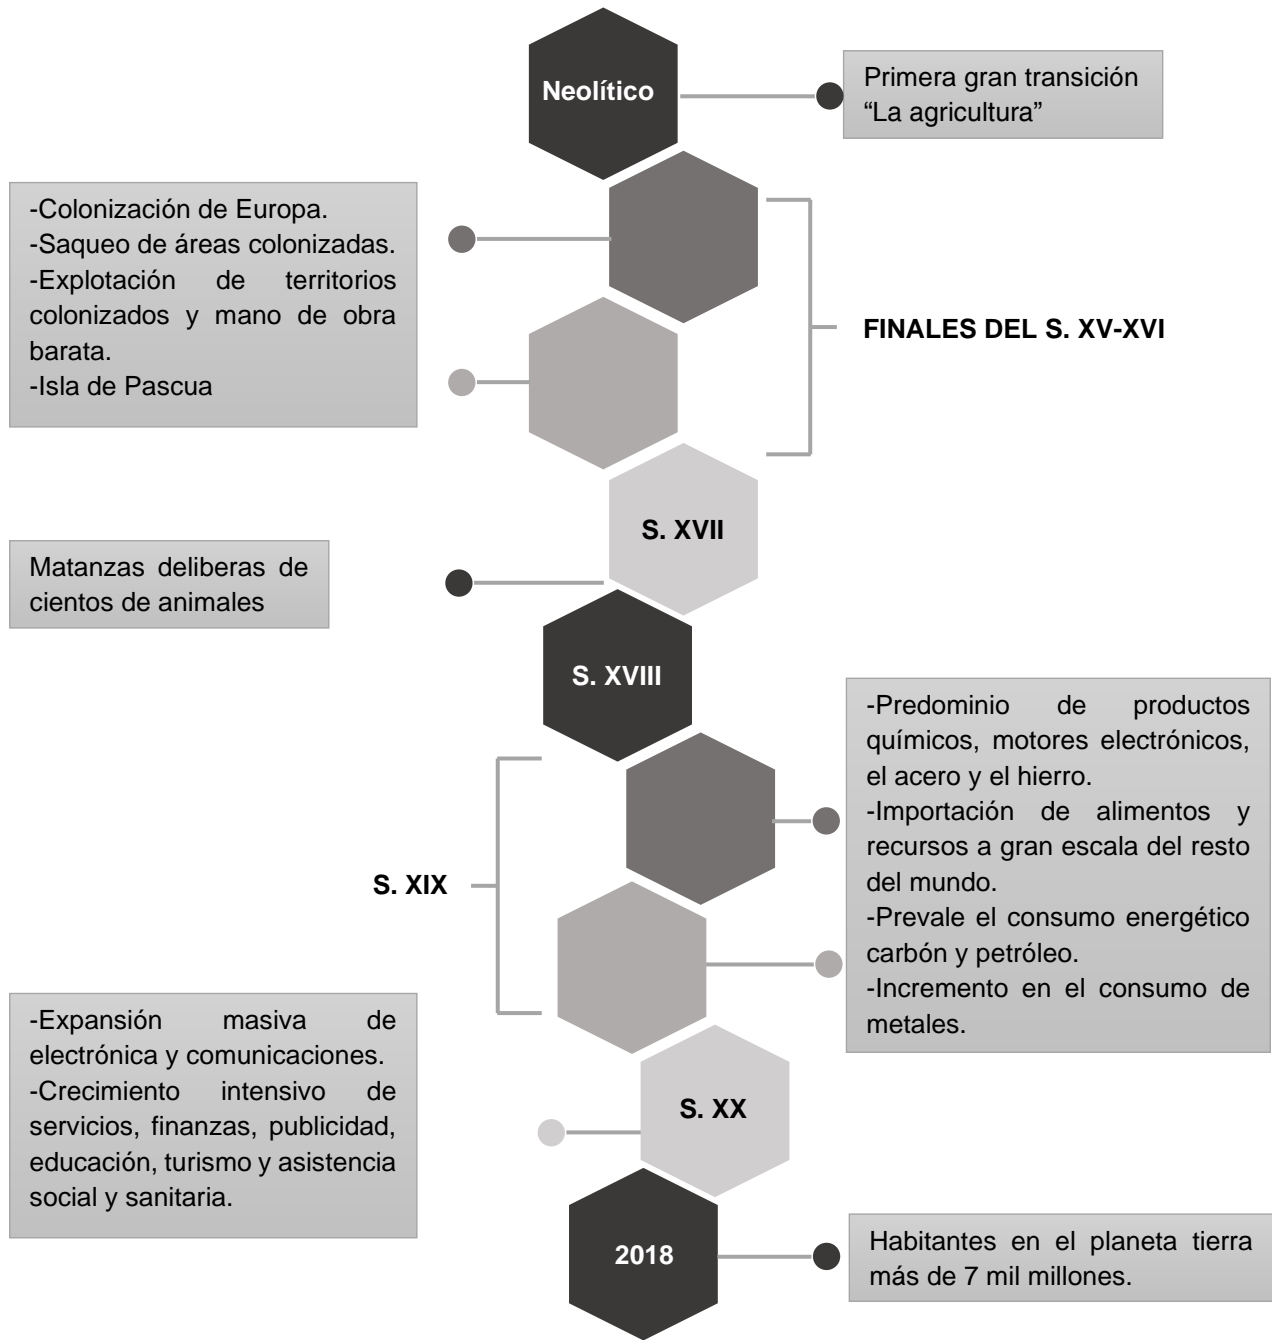 Neolítico
Primera gran transición
“La agricultura”
-Colonización de Europa.
-Saqueo de áreas colonizadas.
-Explotación de territorios
colonizados y mano de obra
barata.
-Isla de Pascua
FINALES DEL S. XV-XVI
S. XVII
Matanzas deliberas de
cientos de animales
S. XVIII
-Predominio de productos
químicos, motores electrónicos,
el acero y el hierro.
-Importación de alimentos y
recursos a gran escala del resto
del mundo.
-Prevale el consumo energético
carbón y petróleo.
-Incremento en el consumo de
metales.
S. XIX
-Expansión masiva de
electrónica y comunicaciones.
-Crecimiento intensivo de
servicios, finanzas, publicidad,
educación, turismo y asistencia
social y sanitaria.
S. XX
2018
Habitantes en el planeta tierra
más de 7 mil millones.